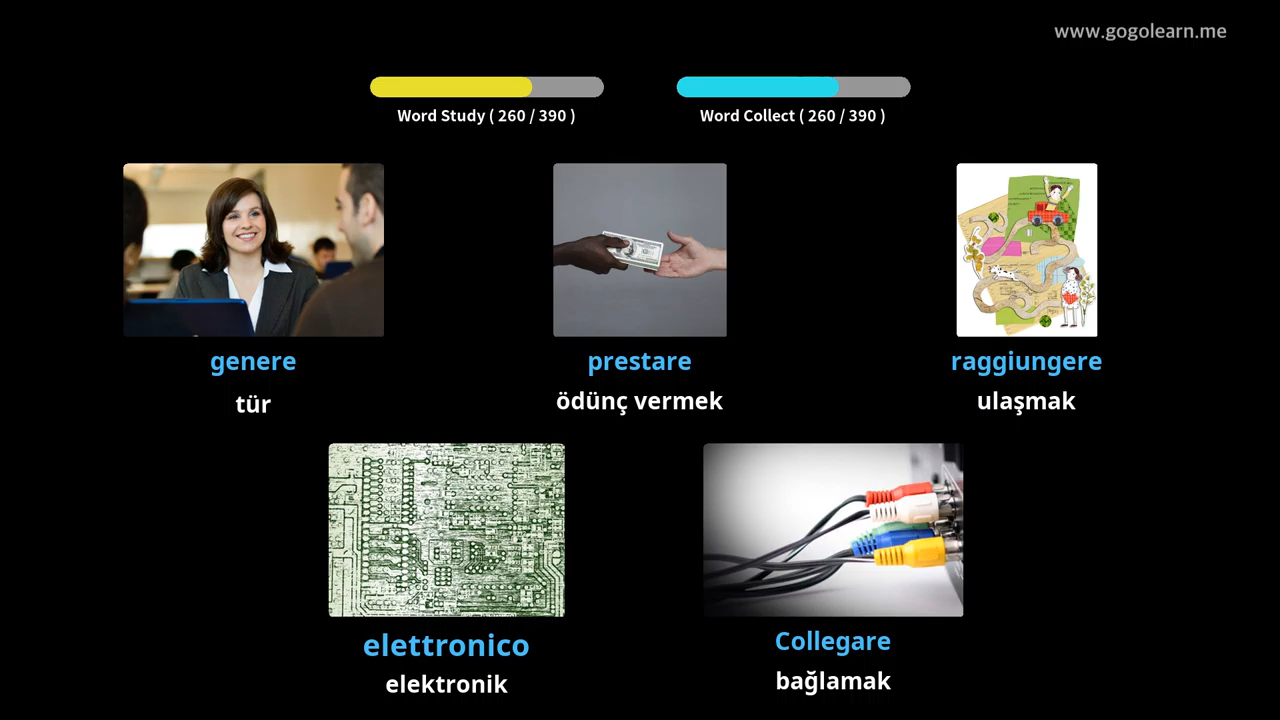 www.gogolearn.me
Word Study ( 260 / 390 )
Word Collect ( 260 / 390 )
genere
tür
prestare
ödünç vermek
raggiungere
ulaşmak
elettronico
elektronik
Collegare
bağlamak